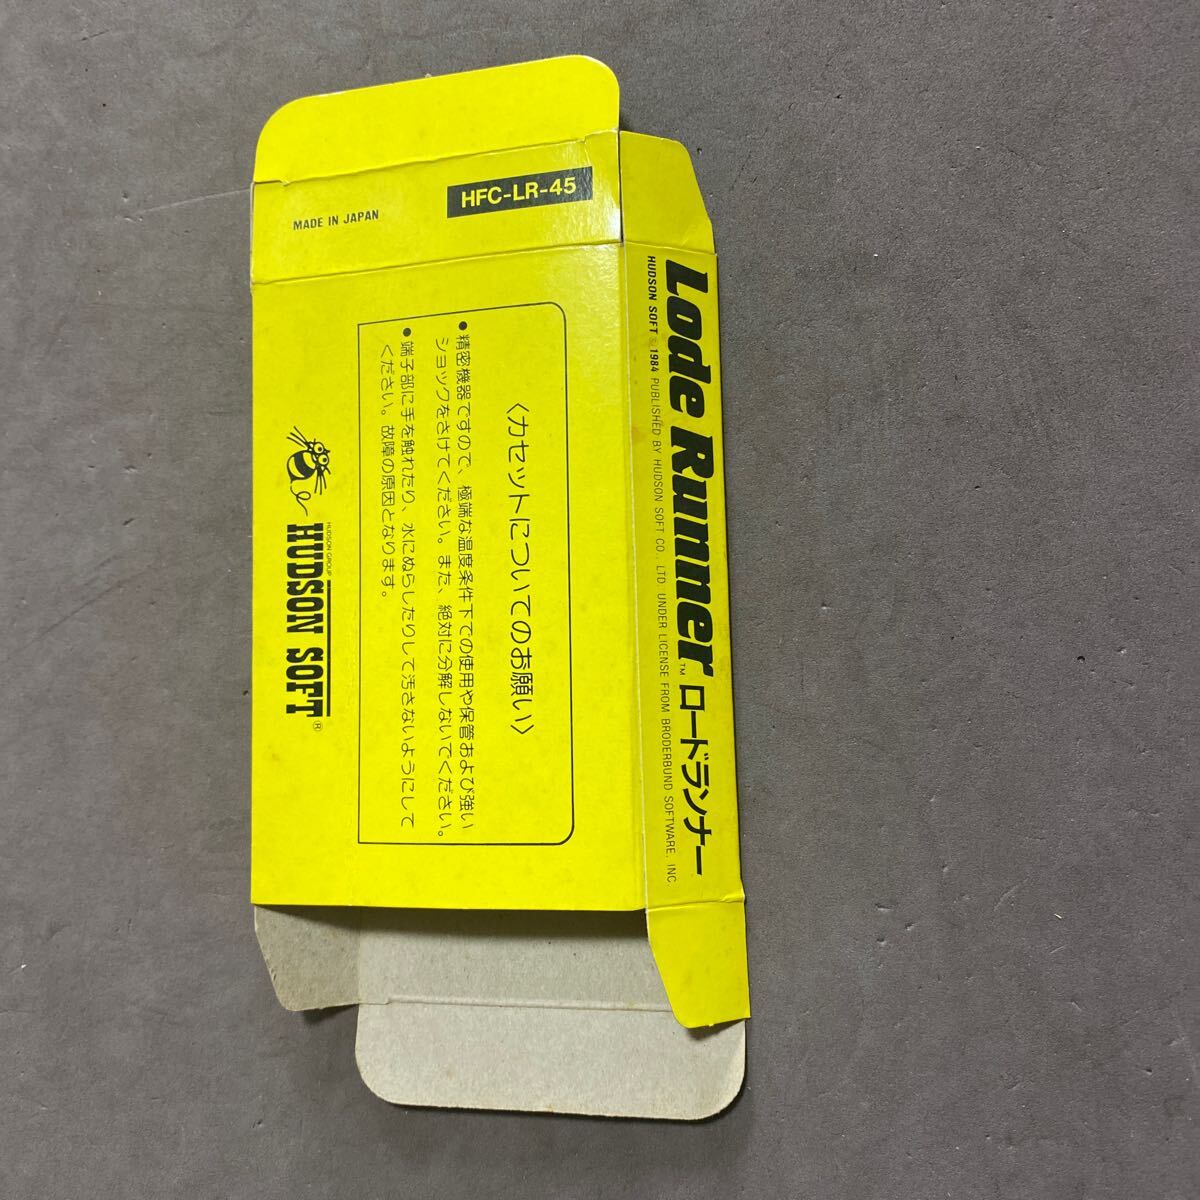 HFC-LR-45
MADE IN JAPAN
Lode Runner™ ロードランナー
HUDSON SOFT © 1984 PUBLISHED BY HUDSON SOFT CO., LTD. UNDER LICENSE FROM BRODERBUND SOFTWARE, INC.
〈カセットについてのお願い〉
● 精密機器ですので、極端な温度条件下での使用や保管および強い
ショックをさけてください。また、絶対に分解しないでください。
● 端子部に手を触れたり、水にぬらしたりして汚さないようにして
ください。故障の原因となります。
HUDSON GROUP
HUDSON SOFT®